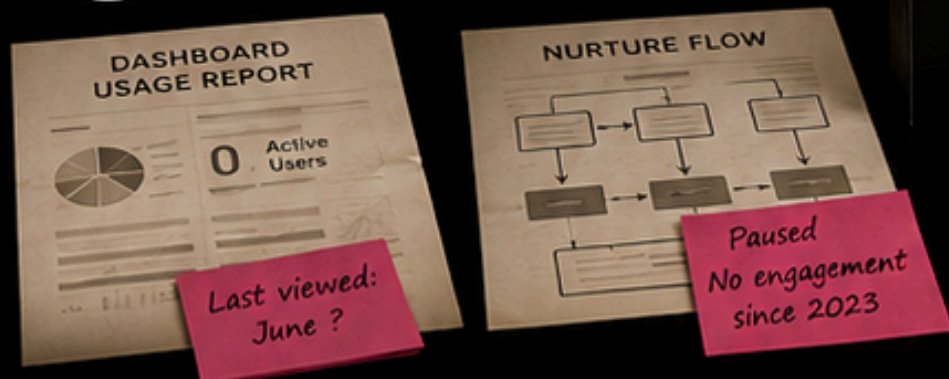 DASHBOARD
USAGE REPORT
0 Active
Users
Last viewed:
June ?
NURTURE FLOW
Paused
No engagement
since 2023